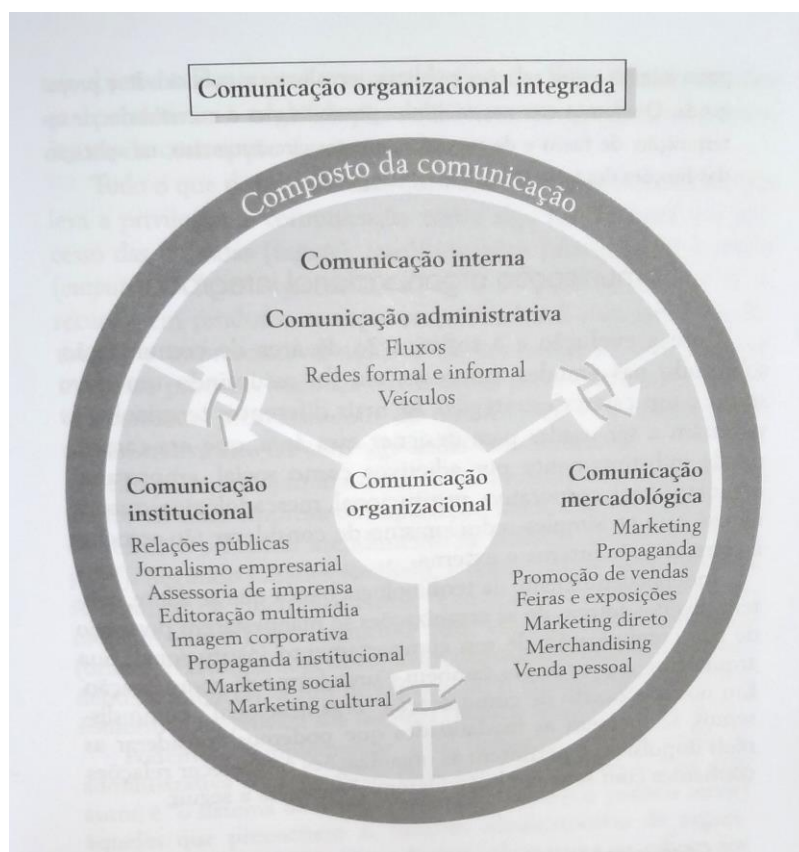 Comunicação organizacional integrada
Composto da comunicação
Comunicação interna
Comunicação administrativa
Fluxos
Redes formal e informal
Veículos
Comunicação
organizacional
Comunicação
institucional
Relações públicas
Jornalismo empresarial
Assessoria de imprensa
Editoração multimídia
Imagem corporativa
Propaganda institucional
Marketing social
Marketing cultural
Comunicação
mercadológica
Marketing
Propaganda
Promoção de vendas
Feiras e exposições
Marketing direto
Merchandising
Venda pessoal